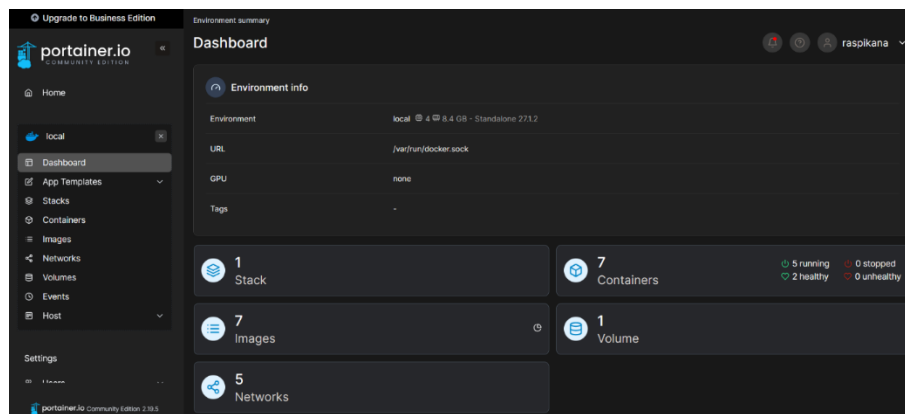 Upgrade to Business Edition
portainer.io
COMMUNITY EDITION
Home
local
Dashboard
App Templates
Stacks
Containers
Images
Networks
Volumes
Events
Host
Settings
Users
portainer.io Community Edition 2.19.5
Environment summary
Dashboard
raspikana
Environment info
Environment local 4 8.4 GB - Standalone 27.1.2
URL /var/run/docker.sock
GPU none
Tags -
1
Stack
7
Containers
5 running 0 stopped
2 healthy 0 unhealthy
7
Images
1
Volume
5
Networks